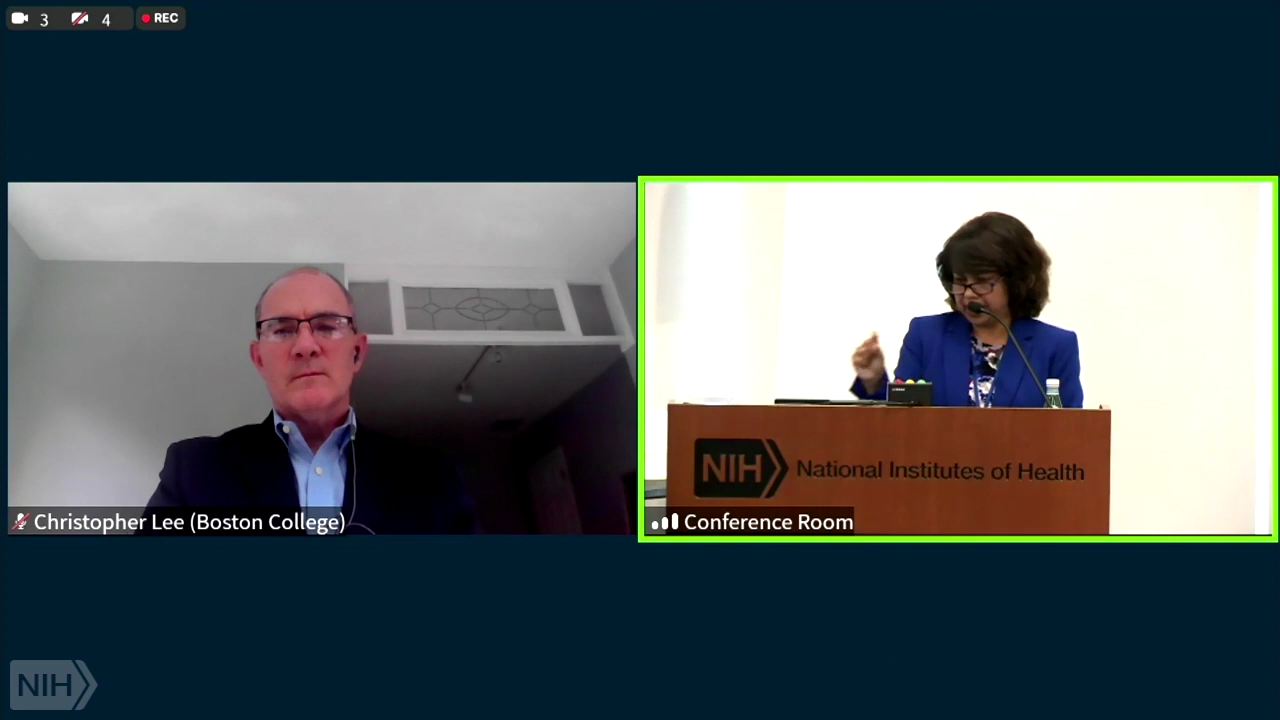 3 4 REC
NIH National Institutes of Health
Christopher Lee (Boston College)
Conference Room
NIH